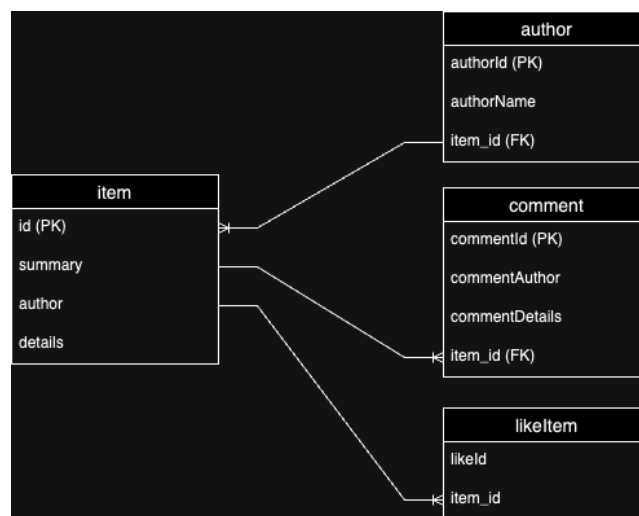 author
authorId (PK)
authorName
item_id (FK)
item
id (PK)
summary
author
details
comment
commentId (PK)
commentAuthor
commentDetails
item_id (FK)
likeItem
likeId
item_id